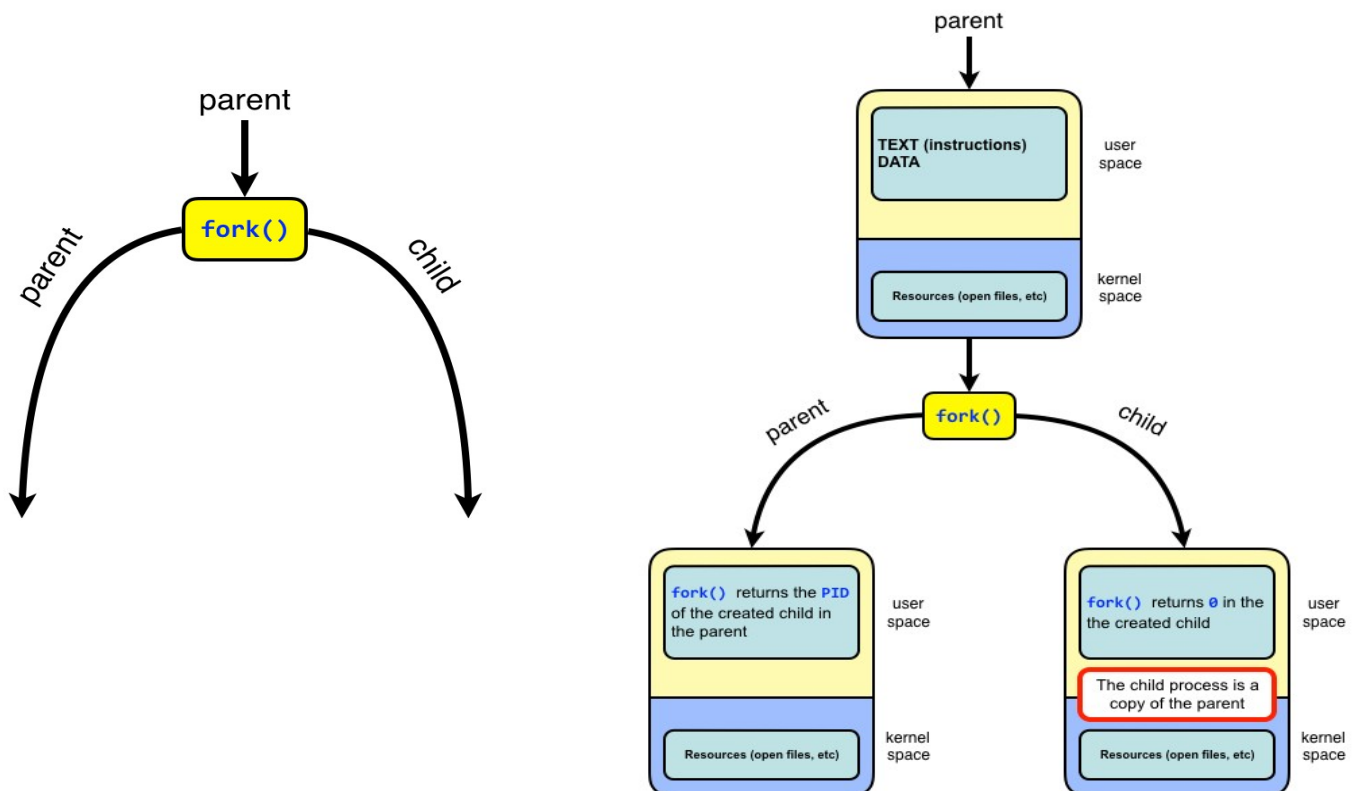 parent
fork()
parent
child
parent
TEXT (instructions)
DATA
user
space
Resources (open files, etc)
kernel
space
fork()
parent
child
fork() returns the PID
of the created child in
the parent
user
space
Resources (open files, etc)
kernel
space
fork() returns 0 in the
the created child
user
space
The child process is a
copy of the parent
Resources (open files, etc)
kernel
space